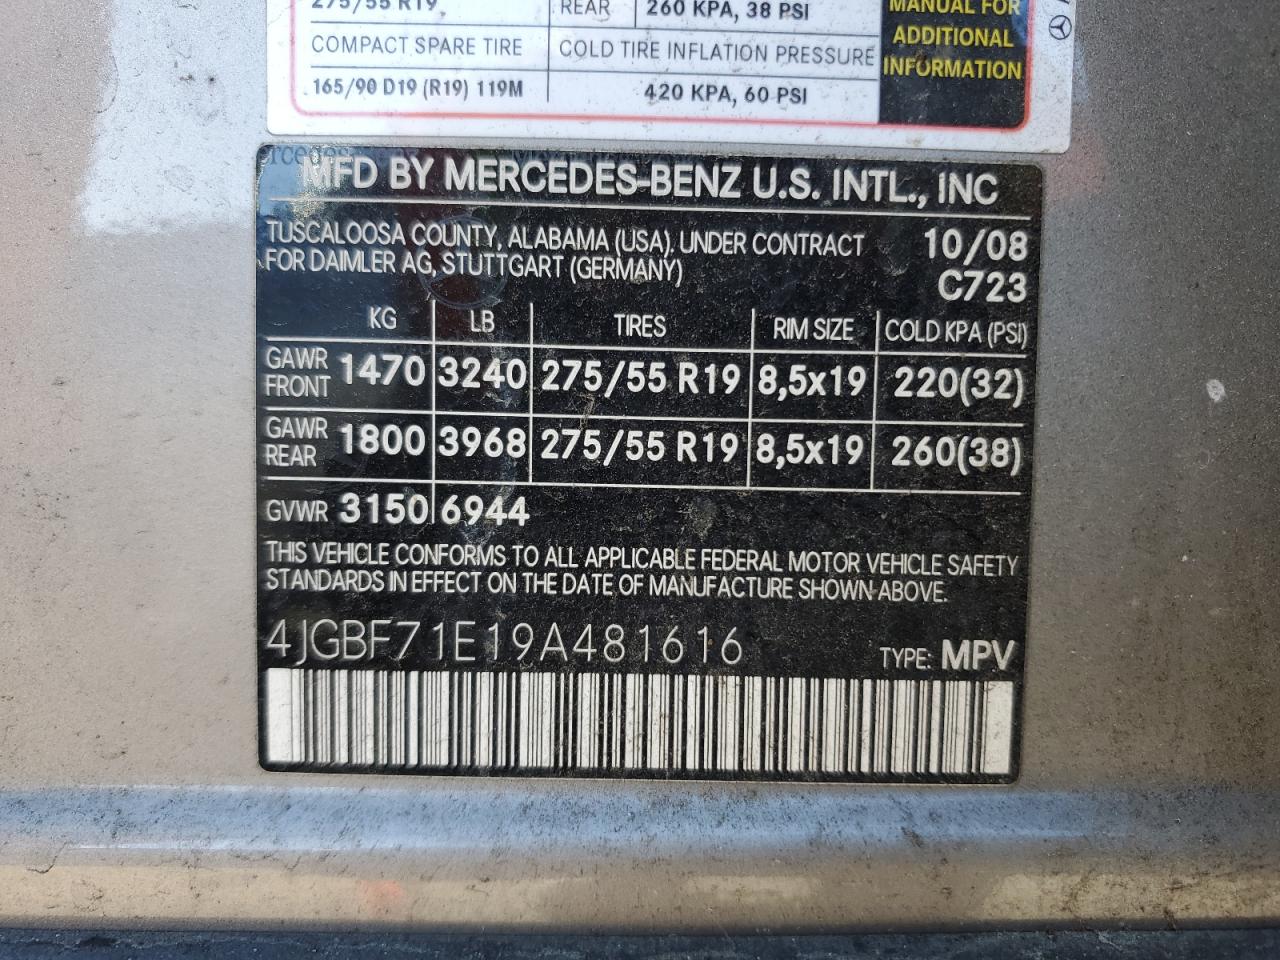 275/55 R19 REAR 260 KPA, 38 PSI
MANUAL FOR
ADDITIONAL
INFORMATION
COMPACT SPARE TIRE COLD TIRE INFLATION PRESSURE
165/90 D19 (R19) 119M 420 KPA, 60 PSI
MFD BY MERCEDES-BENZ U.S. INTL., INC
TUSCALOOSA COUNTY, ALABAMA (USA), UNDER CONTRACT 10/08
FOR DAIMLER AG, STUTTGART (GERMANY) C723
KG LB TIRES RIM SIZE COLD KPA (PSI)
GAWR FRONT 1470 3240 275/55 R19 8,5x19 220(32)
GAWR REAR 1800 3968 275/55 R19 8,5x19 260(38)
GVWR 3150 6944
THIS VEHICLE CONFORMS TO ALL APPLICABLE FEDERAL MOTOR VEHICLE SAFETY
STANDARDS IN EFFECT ON THE DATE OF MANUFACTURE SHOWN ABOVE.
4JGBF71E19A481616 TYPE: MPV